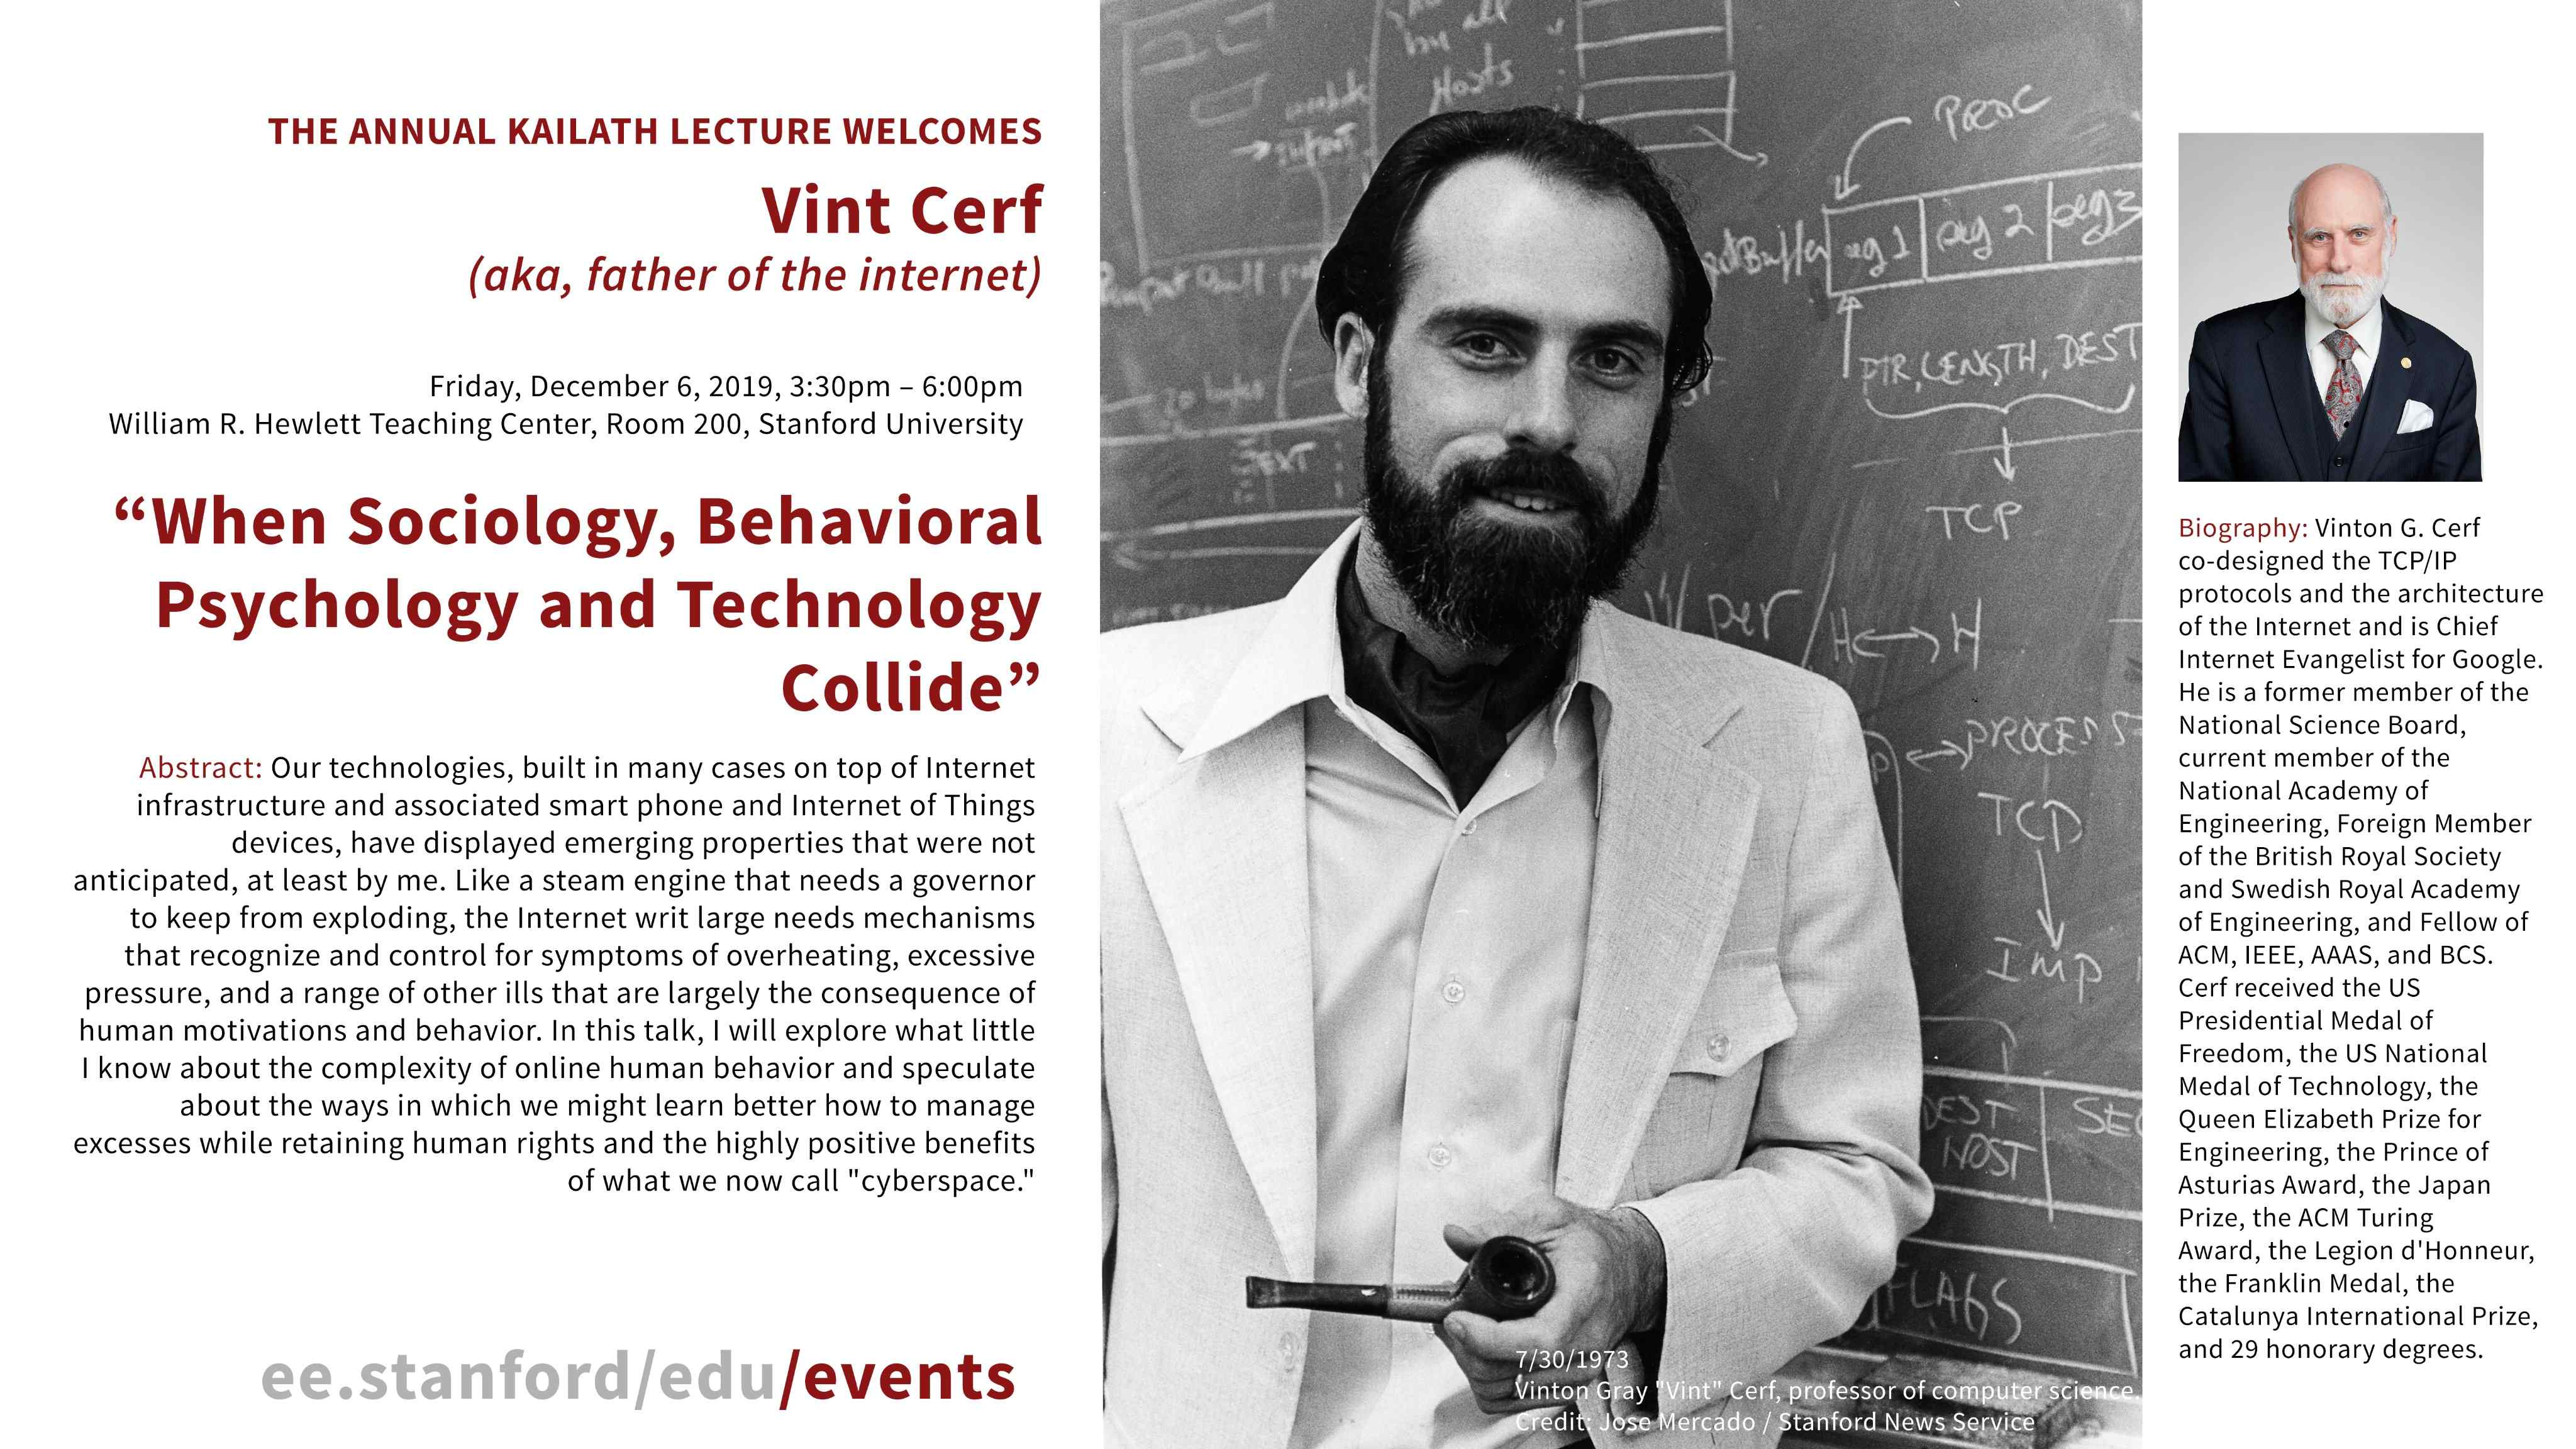 THE ANNUAL KAILATH LECTURE WELCOMES
Vint Cerf
(aka, father of the internet)
Friday, December 6, 2019, 3:30pm – 6:00pm
William R. Hewlett Teaching Center, Room 200, Stanford University
“When Sociology, Behavioral
Psychology and Technology
Collide”
Abstract: Our technologies, built in many cases on top of Internet
infrastructure and associated smart phone and Internet of Things
devices, have displayed emerging properties that were not
anticipated, at least by me. Like a steam engine that needs a governor
to keep from exploding, the Internet writ large needs mechanisms
that recognize and control for symptoms of overheating, excessive
pressure, and a range of other ills that are largely the consequence of
human motivations and behavior. In this talk, I will explore what little
I know about the complexity of online human behavior and speculate
about the ways in which we might learn better how to manage
excesses while retaining human rights and the highly positive benefits
of what we now call "cyberspace."
ee.stanford/edu/events
by all
Hosts
PROC
seg 2
PTR, LENGTH, DEST
TEXT
TCP
per
H↔H
PROCESS
TCP
Imp
DEST
HOST
FLAGS
7/30/1973
Vinton Gray "Vint" Cerf, professor of computer science.
Credit: Jose Mercado / Stanford News Service
Biography: Vinton G. Cerf
co-designed the TCP/IP
protocols and the architecture
of the Internet and is Chief
Internet Evangelist for Google.
He is a former member of the
National Science Board,
current member of the
National Academy of
Engineering, Foreign Member
of the British Royal Society
and Swedish Royal Academy
of Engineering, and Fellow of
ACM, IEEE, AAAS, and BCS.
Cerf received the US
Presidential Medal of
Freedom, the US National
Medal of Technology, the
Queen Elizabeth Prize for
Engineering, the Prince of
Asturias Award, the Japan
Prize, the ACM Turing
Award, the Legion d'Honneur,
the Franklin Medal, the
Catalunya International Prize,
and 29 honorary degrees.